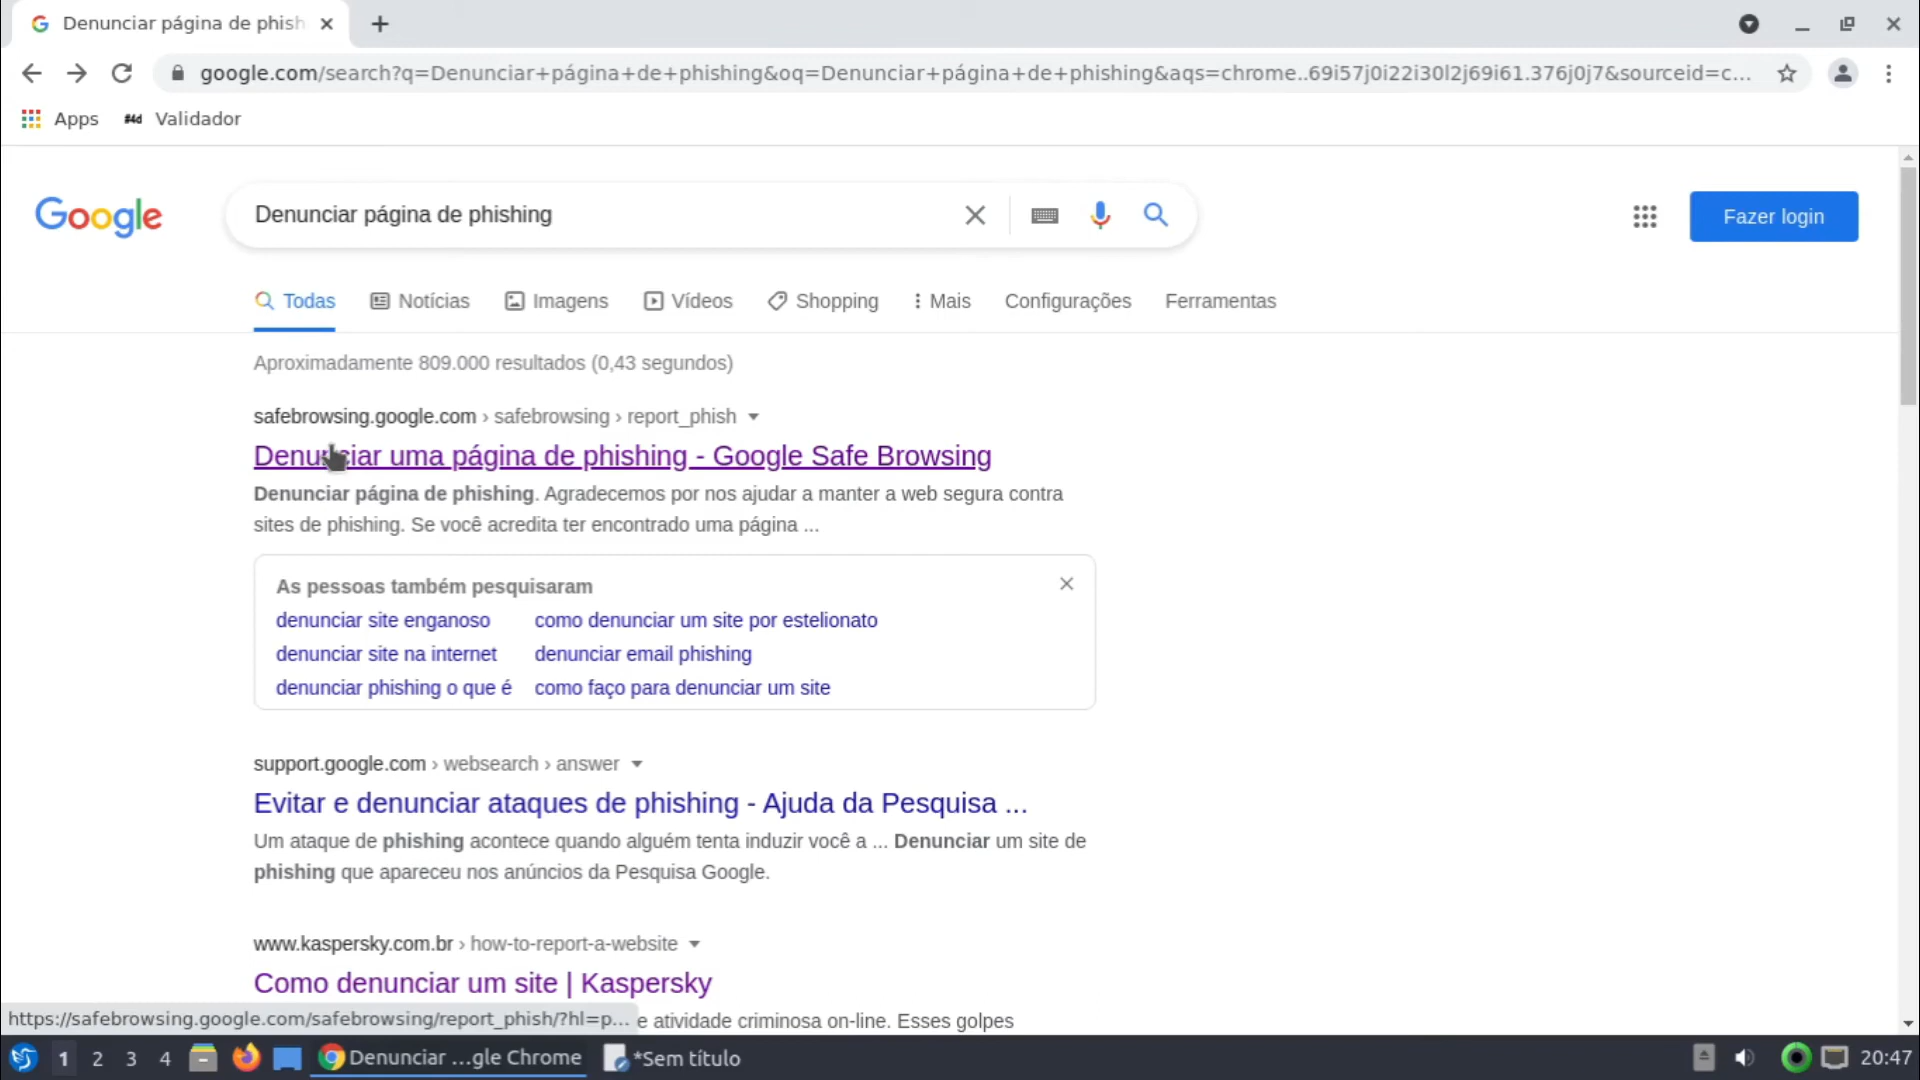 Denunciar página de phish
google.com/search?q=Denunciar+página+de+phishing&oq=Denunciar+página+de+phishing&aqs=chrome..69i57j0i22i30l2j69i61.376j0j7&sourceid=c...
Apps #4d Validador
Google Denunciar página de phishing Fazer login
Todas Notícias Imagens Vídeos Shopping Mais Configurações Ferramentas
Aproximadamente 809.000 resultados (0,43 segundos)
safebrowsing.google.com › safebrowsing › report_phish
Denunciar uma página de phishing - Google Safe Browsing
Denunciar página de phishing. Agradecemos por nos ajudar a manter a web segura contra
sites de phishing. Se você acredita ter encontrado uma página ...
As pessoas também pesquisaram
denunciar site enganoso como denunciar um site por estelionato
denunciar site na internet denunciar email phishing
denunciar phishing o que é como faço para denunciar um site
support.google.com › websearch › answer
Evitar e denunciar ataques de phishing - Ajuda da Pesquisa ...
Um ataque de phishing acontece quando alguém tenta induzir você a ... Denunciar um site de
phishing que apareceu nos anúncios da Pesquisa Google.
www.kaspersky.com.br › how-to-report-a-website
Como denunciar um site | Kaspersky
https://safebrowsing.google.com/safebrowsing/report_phish/?hl=p... e atividade criminosa on-line. Esses golpes
1 2 3 4 Denunciar ...gle Chrome *Sem título 20:47